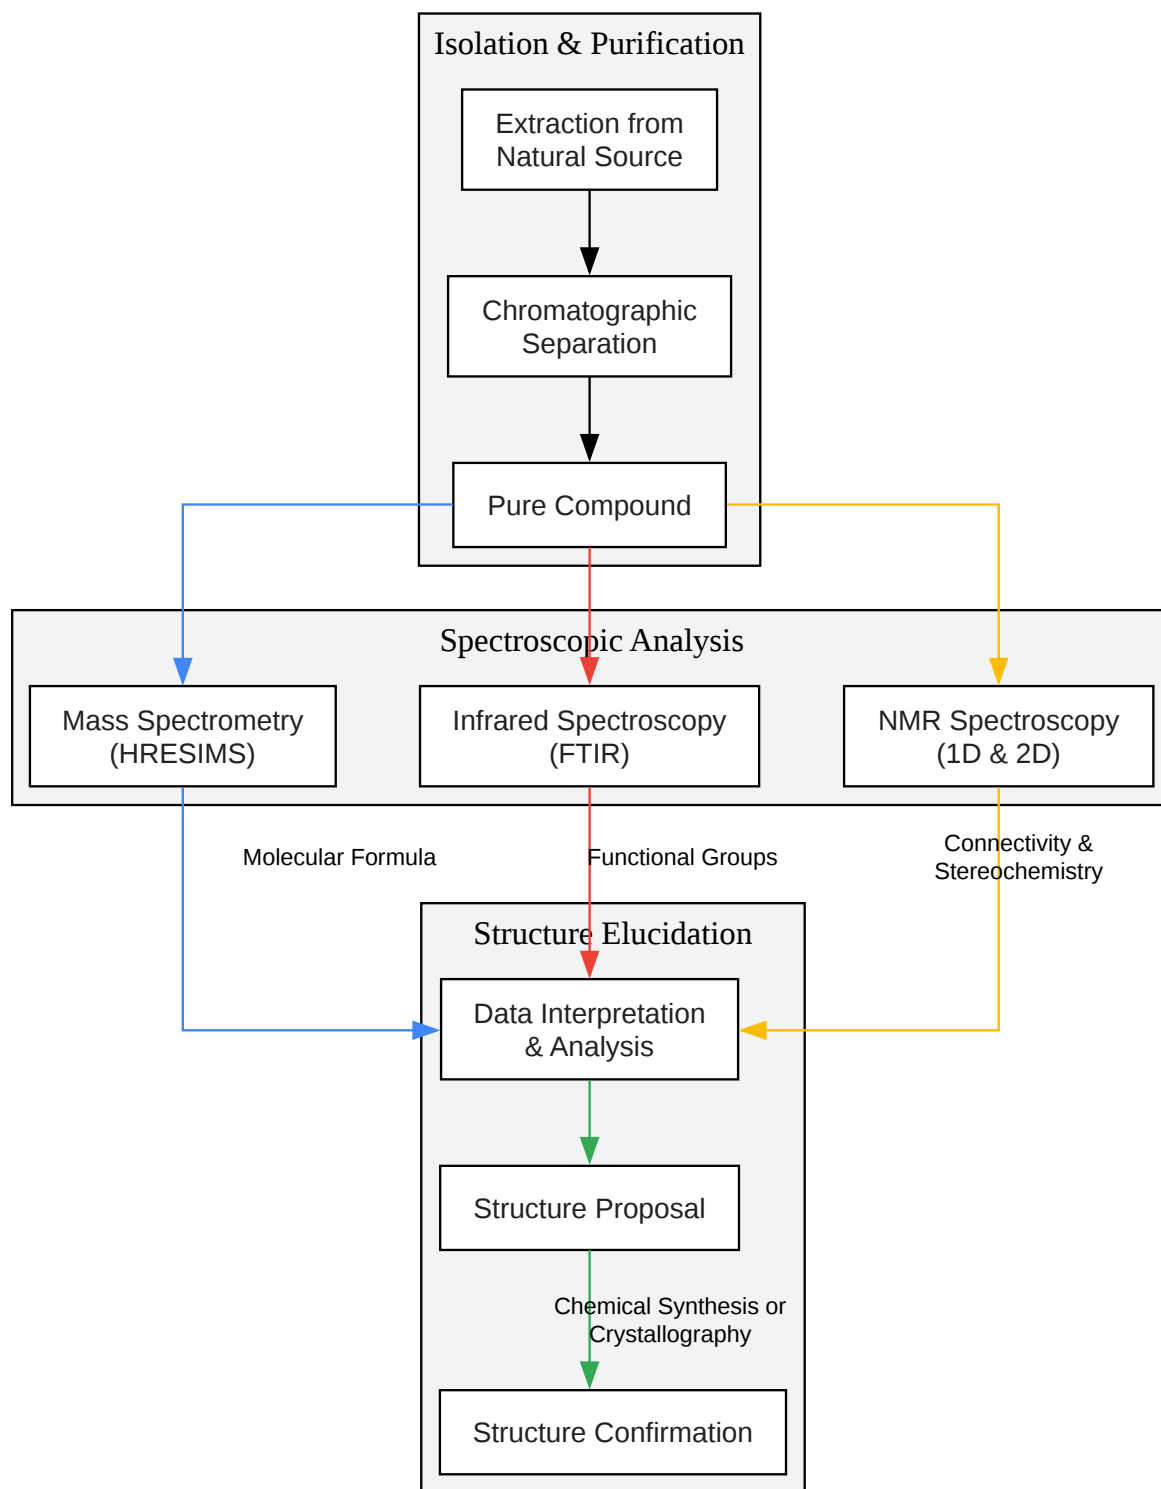 Isolation & Purification
Extraction from
Natural Source
Chromatographic
Separation
Pure Compound
Spectroscopic Analysis
Mass Spectrometry
(HRESIMS)
Infrared Spectroscopy
(FTIR)
NMR Spectroscopy
(1D & 2D)
Molecular Formula
Functional Groups
Connectivity &
Stereochemistry
Structure Elucidation
Data Interpretation
& Analysis
Structure Proposal
Chemical Synthesis or
Crystallography
Structure Confirmation